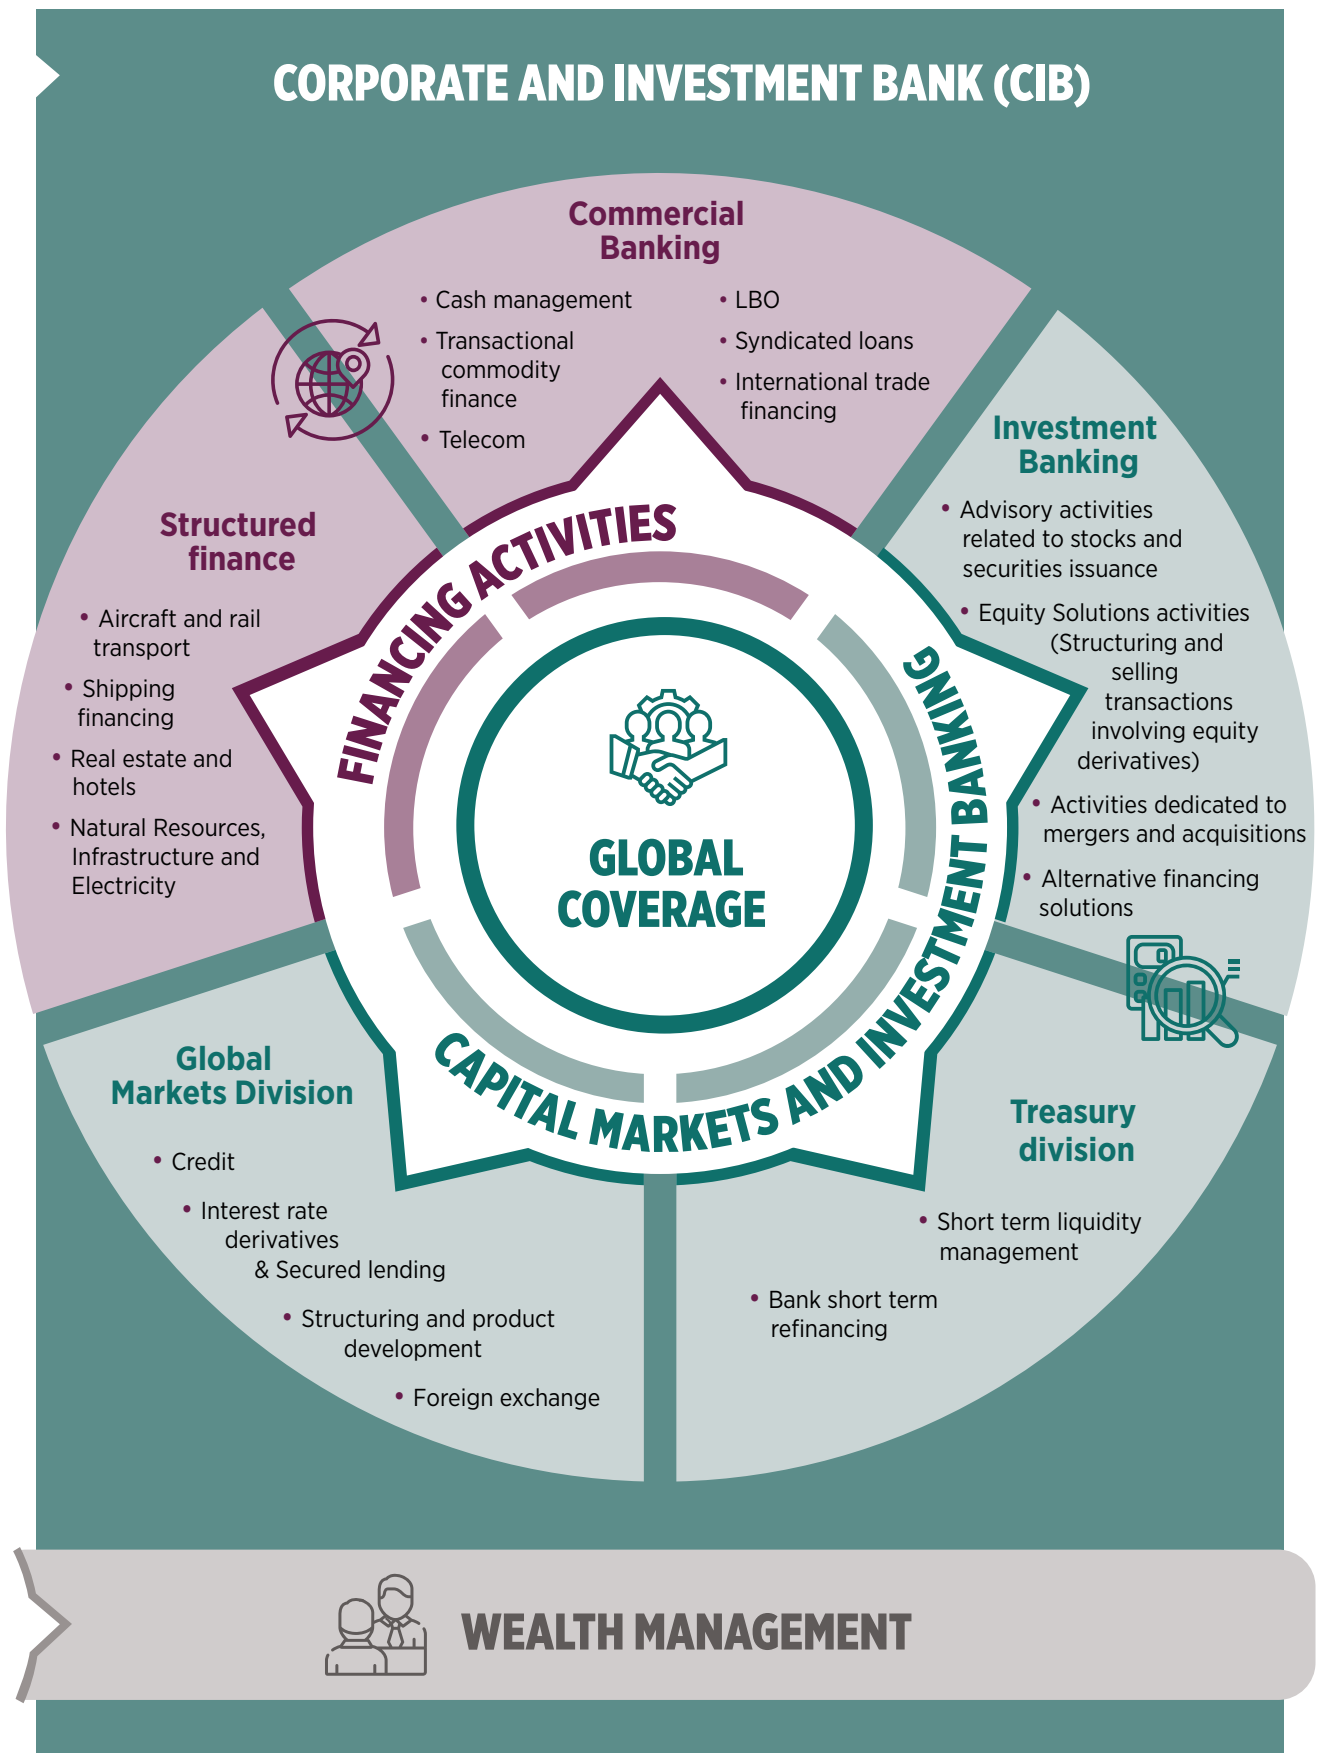 CORPORATE AND INVESTMENT BANK (CIB)
Commercial
Banking
• Cash management
• Transactional
commodity
finance
• Telecom
• LBO
• Syndicated loans
• International trade
financing
Structured
finance
• Aircraft and rail
transport
• Shipping
financing
• Real estate and
hotels
• Natural Resources,
Infrastructure and
Electricity
Investment
Banking
• Advisory activities
related to stocks and
securities issuance
• Equity Solutions activities
(Structuring and
selling
transactions
involving equity
derivatives)
• Activities dedicated to
mergers and acquisitions
• Alternative financing
solutions
FINANCING ACTIVITIES
GLOBAL
COVERAGE
CAPITAL MARKETS AND INVESTMENT BANKING
Global
Markets Division
• Credit
• Interest rate
derivatives
& Secured lending
• Structuring and product
development
• Foreign exchange
Treasury
division
• Short term liquidity
management
• Bank short term
refinancing
WEALTH MANAGEMENT